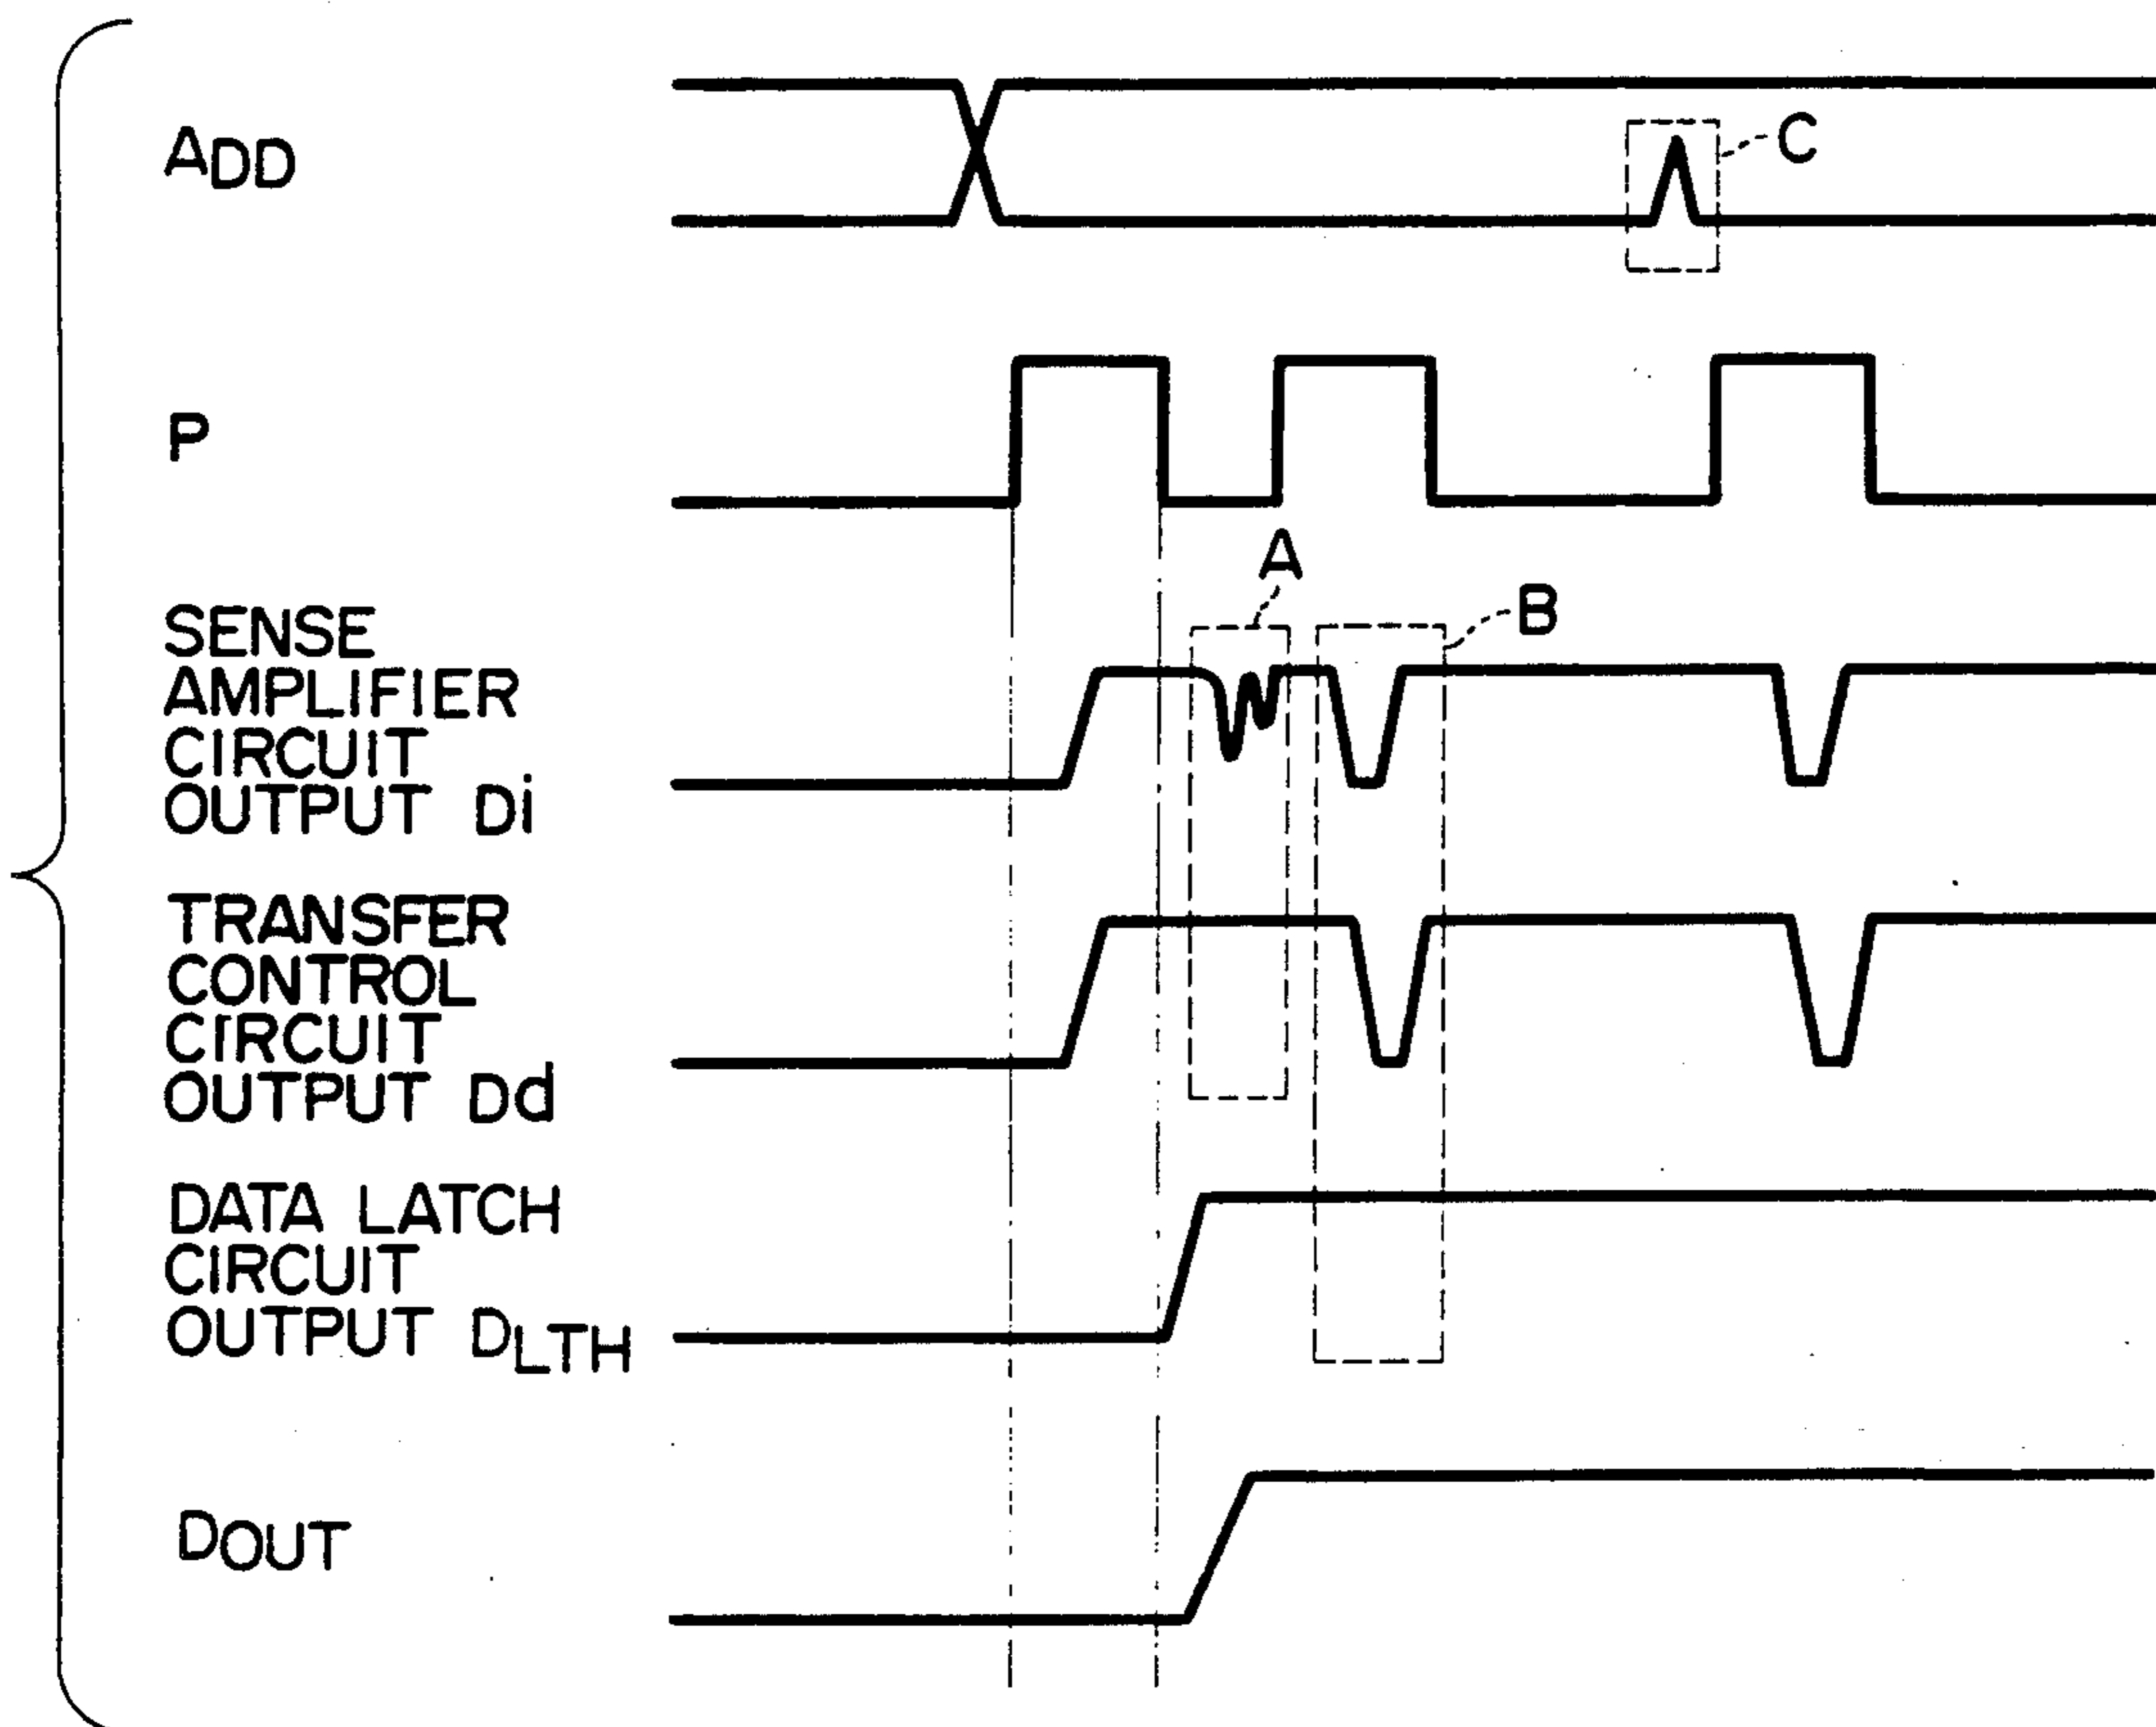 ADD
C
P
A
B
SENSE
AMPLIFIER
CIRCUIT
OUTPUT Di
TRANSFER
CONTROL
CIRCUIT
OUTPUT Dd
DATA LATCH
CIRCUIT
OUTPUT DLTH
DOUT